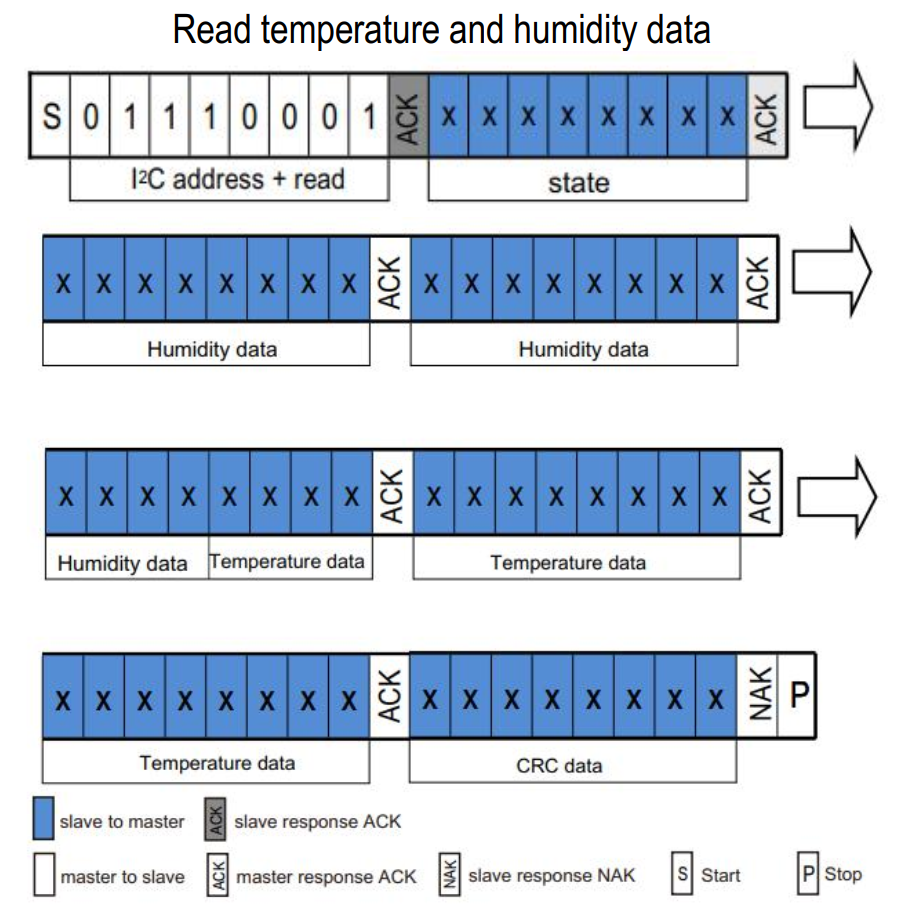 Read temperature and humidity data
S 0 1 1 1 0 0 0 1 ACK X X X X X X X X ACK
I²C address + read state
X X X X X X X X ACK X X X X X X X X ACK
Humidity data Humidity data
X X X X X X X X ACK X X X X X X X X ACK
Humidity data Temperature data Temperature data
X X X X X X X X ACK X X X X X X X X NAK P
Temperature data CRC data
slave to master ACK slave response ACK
master to slave ACK master response ACK NAK slave response NAK S Start P Stop